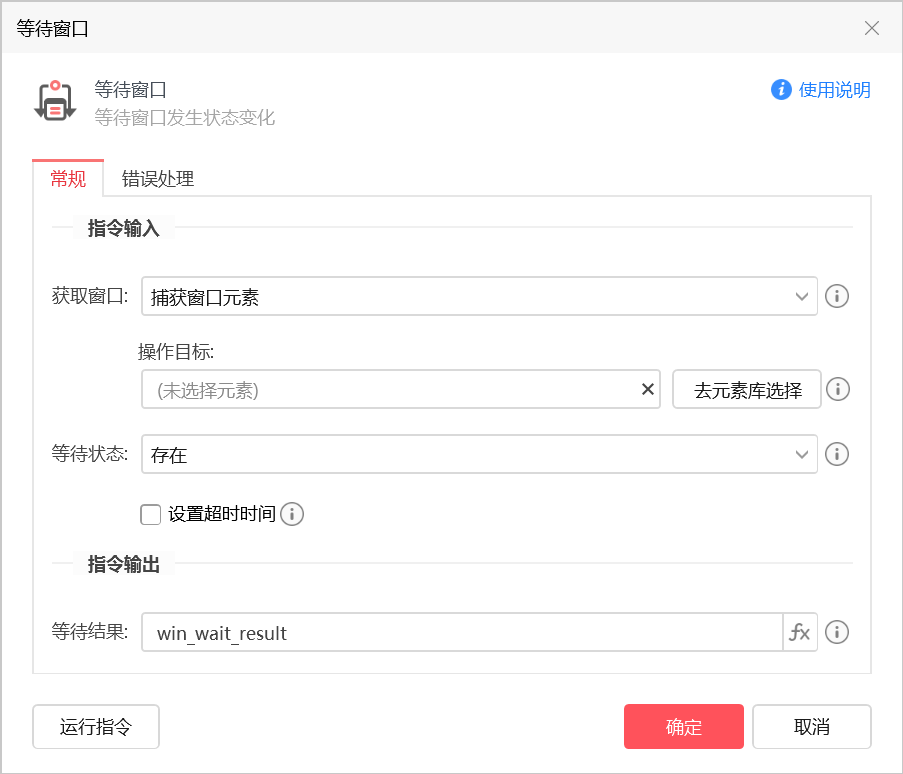 等待窗口
等待窗口
使用说明
等待窗口发生状态变化
常规 错误处理
指令输入
获取窗口: 捕获窗口元素
操作目标:
(未选择元素) 去元素库选择
等待状态: 存在
设置超时时间
指令输出
等待结果: win_wait_result fx
运行指令 确定 取消